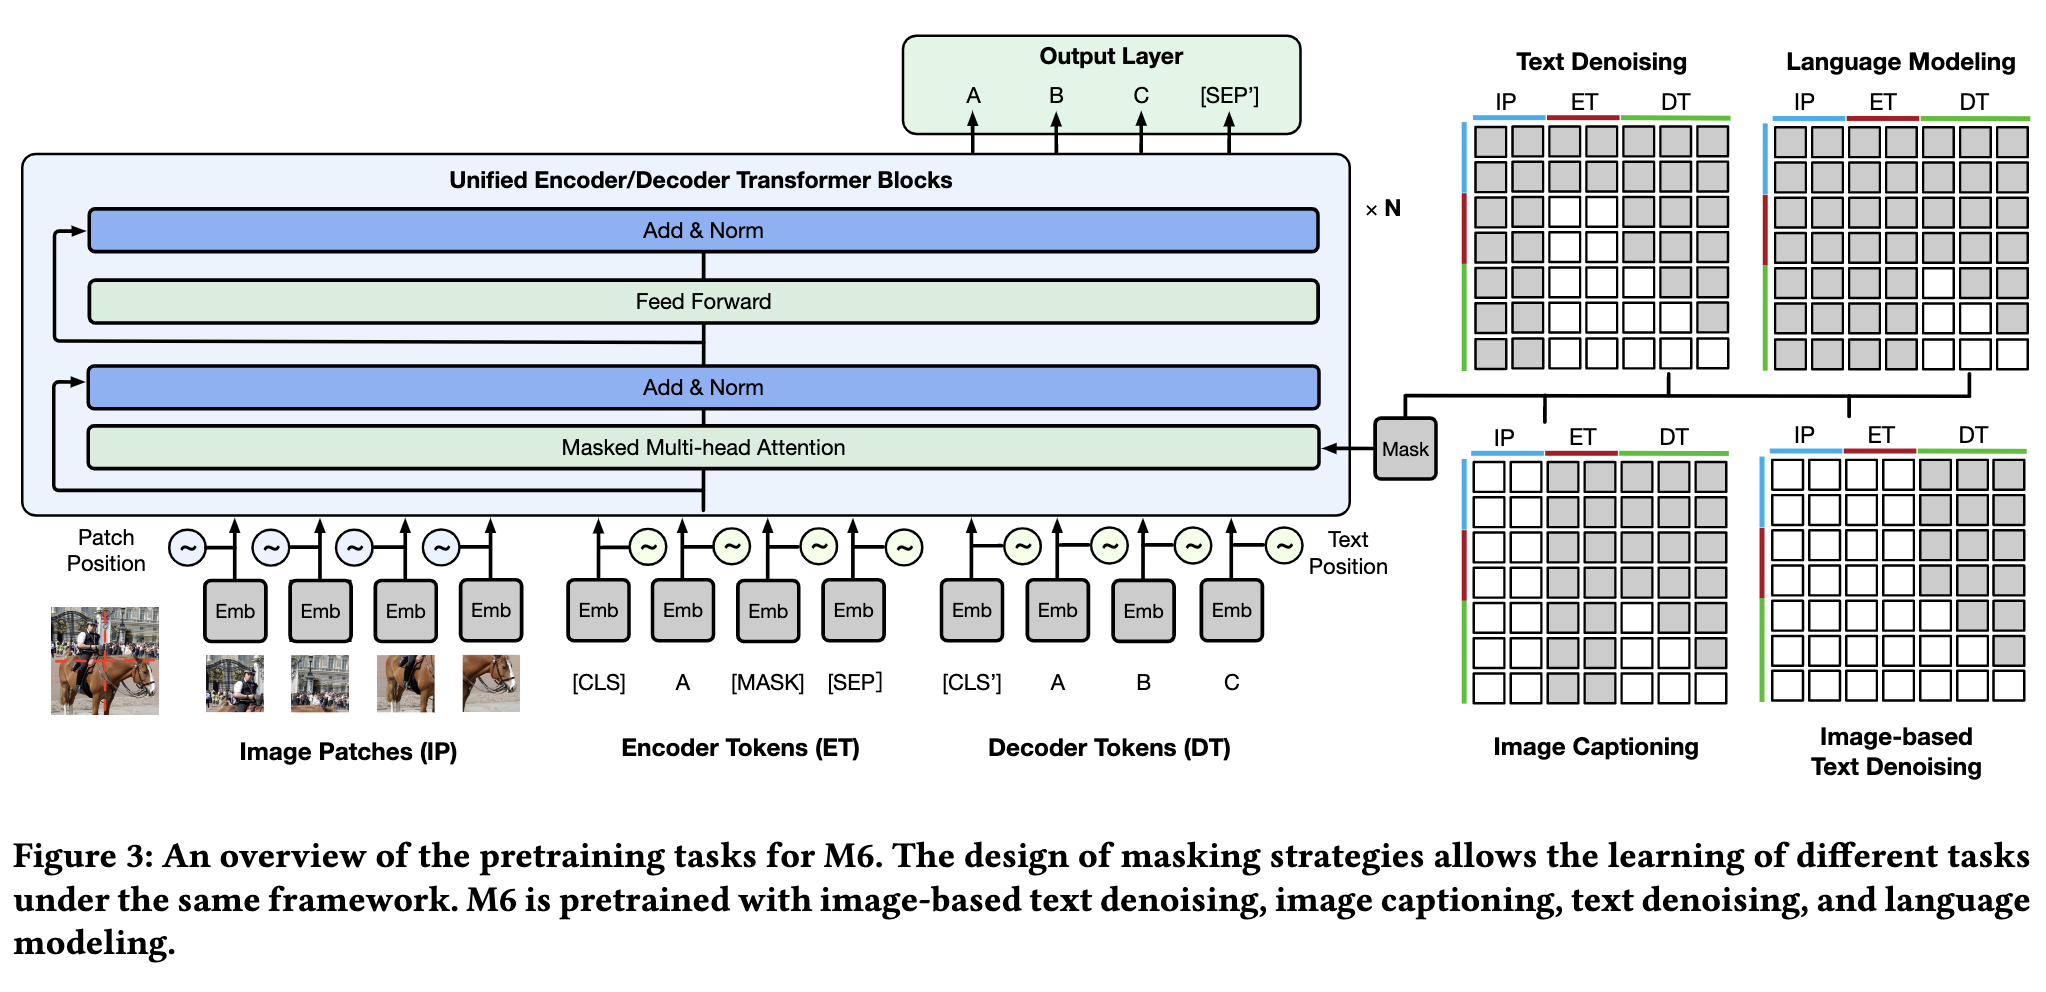 Output Layer
A B C [SEP’]
Unified Encoder/Decoder Transformer Blocks
× N
Add & Norm
Feed Forward
Add & Norm
Masked Multi-head Attention
Mask
Patch
Position
~ ~ ~ ~ ~ ~ ~ ~ ~ ~ ~ ~
Text
Position
Emb Emb Emb Emb Emb Emb Emb Emb Emb Emb Emb Emb
[CLS] A [MASK] [SEP] [CLS’] A B C
Image Patches (IP) Encoder Tokens (ET) Decoder Tokens (DT)
Text Denoising
IP ET DT
Language Modeling
IP ET DT
IP ET DT
Image Captioning
IP ET DT
Image-based
Text Denoising
Figure 3: An overview of the pretraining tasks for M6. The design of masking strategies allows the learning of different tasks
under the same framework. M6 is pretrained with image-based text denoising, image captioning, text denoising, and language
modeling.